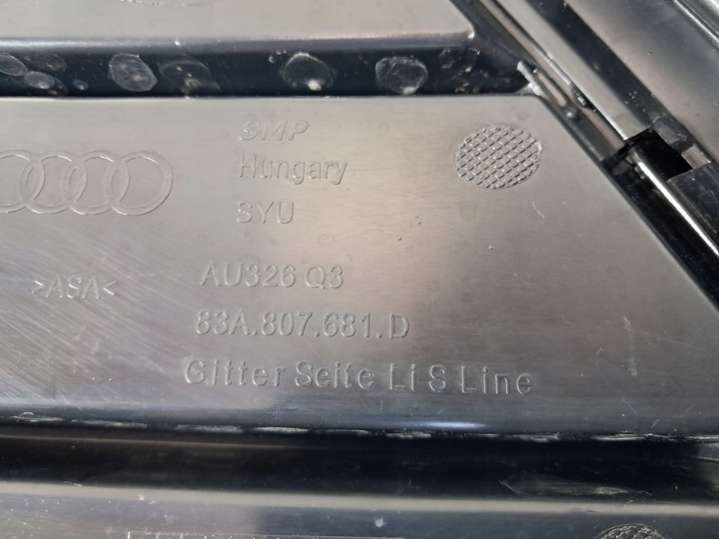 SMP
Hungary
SYU
>ASA<
AU326 Q3
83A.807.681.D
Gitter Seite Li S Line